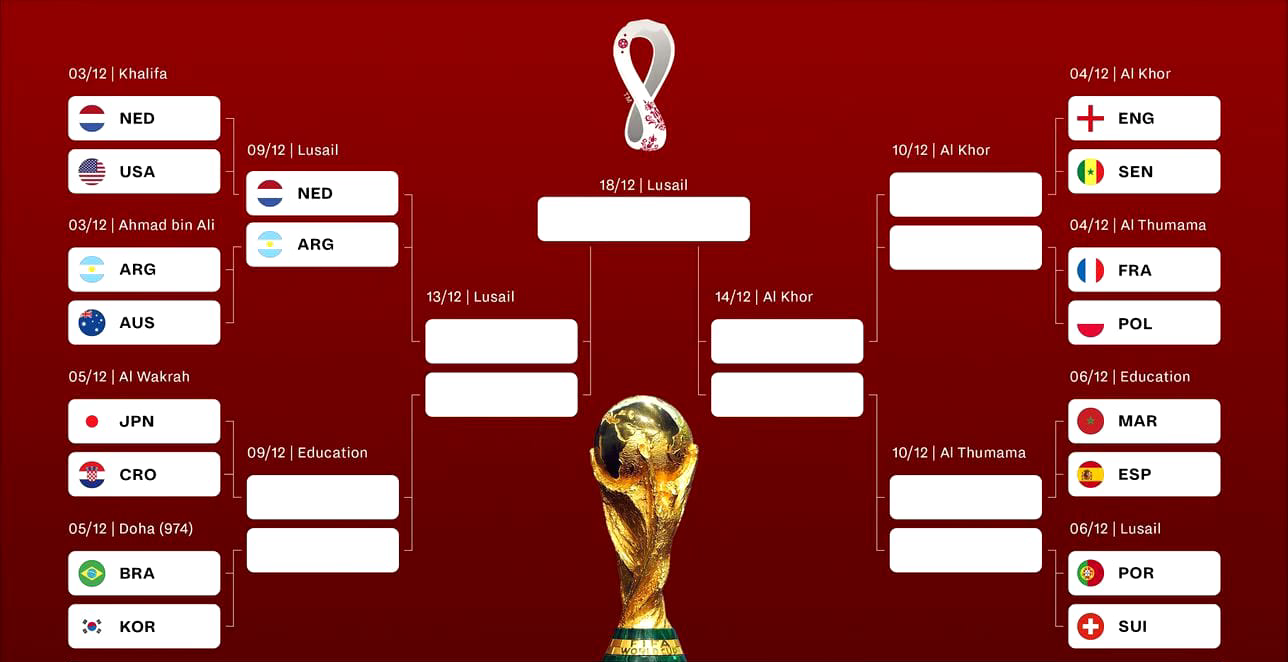 03/12 | Khalifa
NED
USA
03/12 | Ahmad bin Ali
ARG
AUS
05/12 | Al Wakrah
JPN
CRO
05/12 | Doha (974)
BRA
KOR
09/12 | Lusail
NED
ARG
09/12 | Education
13/12 | Lusail
TM
18/12 | Lusail
14/12 | Al Khor
10/12 | Al Khor
10/12 | Al Thumama
04/12 | Al Khor
ENG
SEN
04/12 | Al Thumama
FRA
POL
06/12 | Education
MAR
ESP
06/12 | Lusail
POR
SUI
FIFA
WORLD CUP